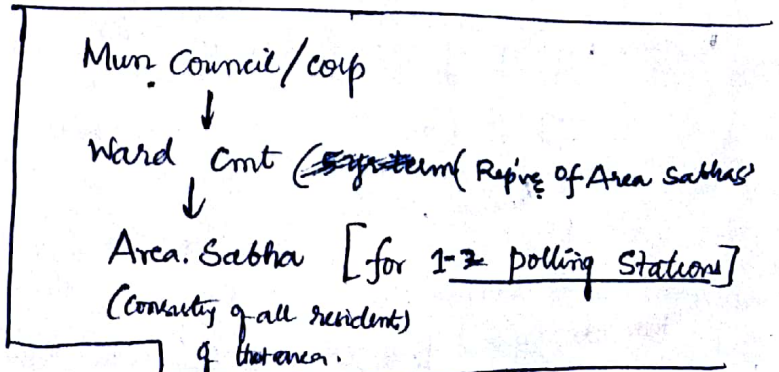 Mun. Council/corp
↓
Ward Cmt ( Rep've of Area Sabhas
↓
Area. Sabha [for 1-2 polling Stations]
(Consisting of all residents)
of that area.